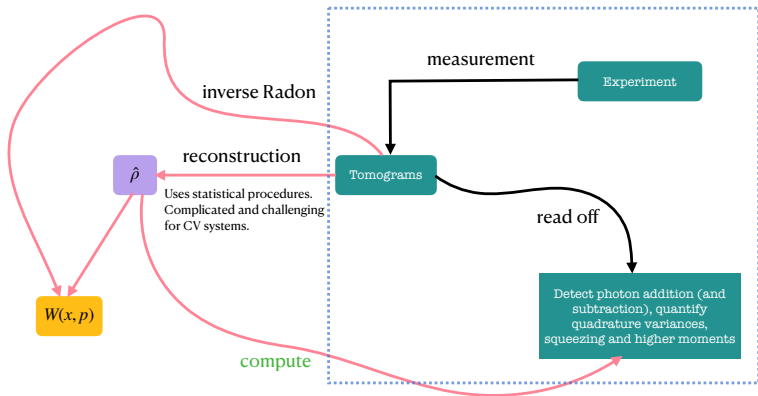 measurement
Experiment
inverse Radon
reconstruction
Tomograms
ρ̂
Uses statistical procedures.
Complicated and challenging
for CV systems.
read off
W(x, p)
Detect photon addition (and
subtraction), quantify
quadrature variances,
squeezing and higher moments
compute